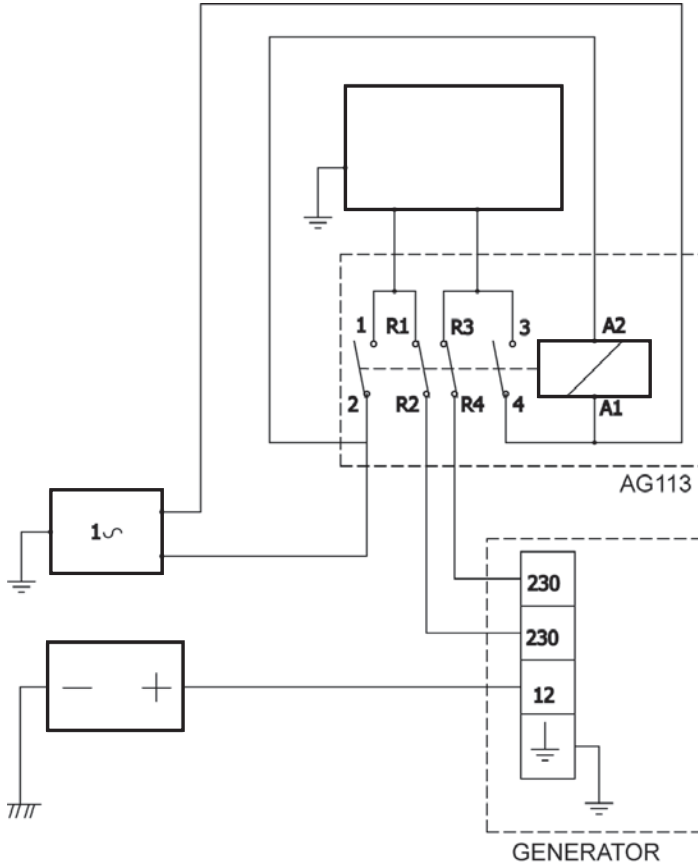 1 R1 R3 3 A2
2 R2 R4 4 A1
AG113
1∿
230
230
− + 12
GENERATOR